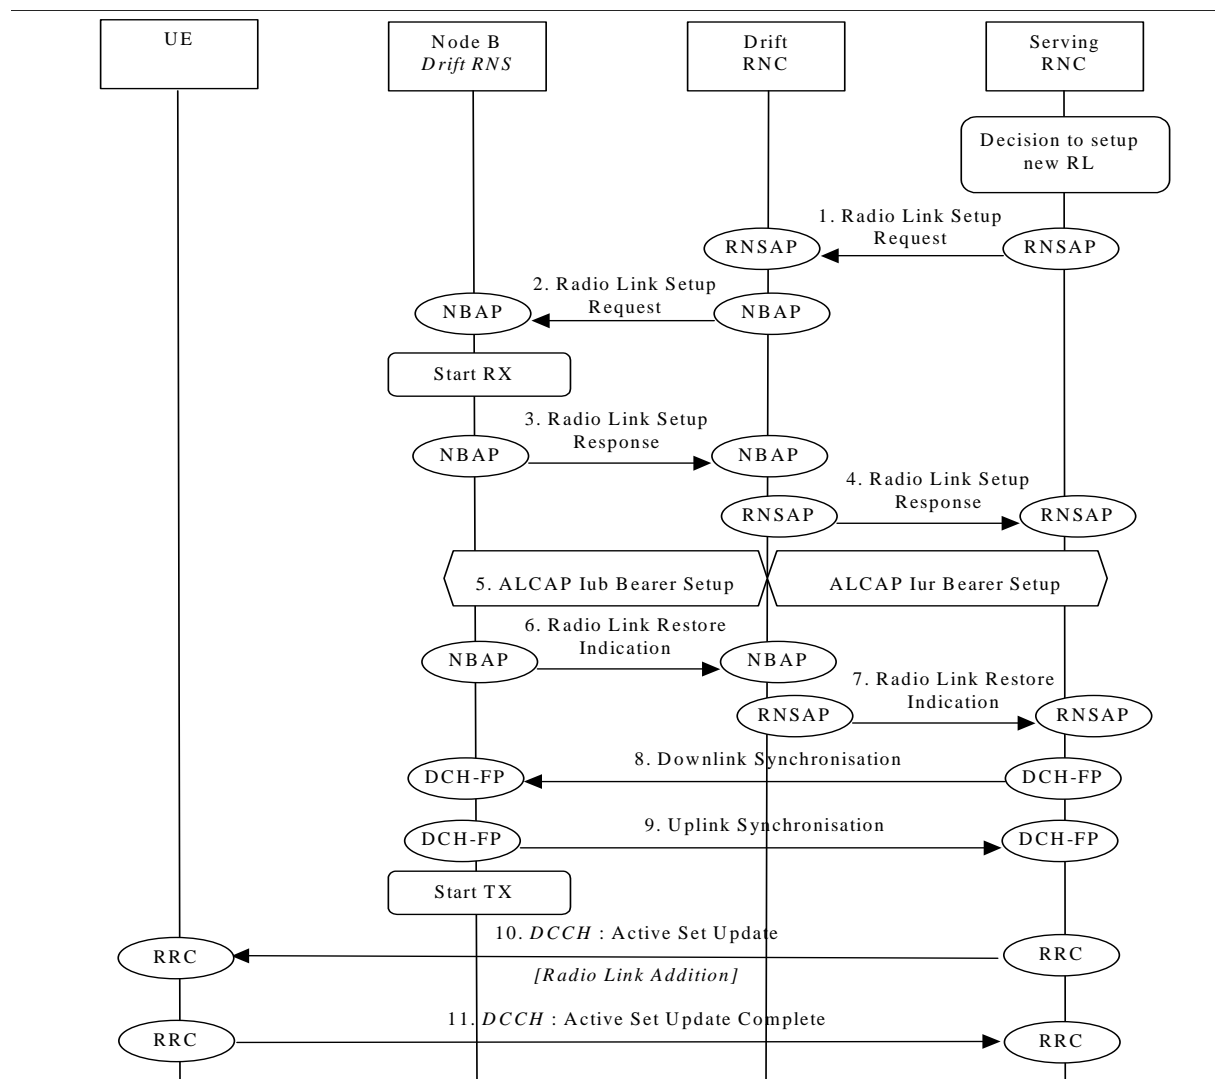 UE
Node B
Drift RNS
Drift
RNC
Serving
RNC
Decision to setup
new RL
1. Radio Link Setup
Request
RNSAP
RNSAP
2. Radio Link Setup
Request
NBAP
NBAP
Start RX
3. Radio Link Setup
Response
NBAP
NBAP
4. Radio Link Setup
Response
RNSAP
RNSAP
5. ALCAP Iub Bearer Setup
ALCAP Iur Bearer Setup
6. Radio Link Restore
Indication
NBAP
NBAP
7. Radio Link Restore
Indication
RNSAP
RNSAP
8. Downlink Synchronisation
DCH-FP
DCH-FP
9. Uplink Synchronisation
DCH-FP
DCH-FP
Start TX
10. DCCH : Active Set Update
RRC
RRC
[Radio Link Addition]
11. DCCH : Active Set Update Complete
RRC
RRC